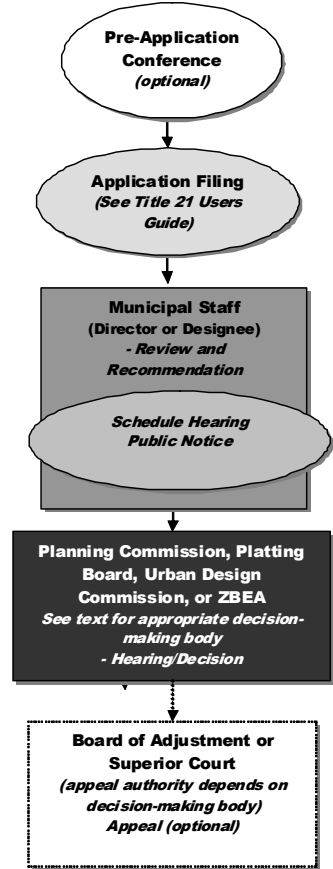 Pre-Application
Conference
(optional)
Application Filing
(See Title 21 Users
Guide)
Municipal Staff
(Director or Designee)
- Review and
Recommendation
Schedule Hearing
Public Notice
Planning Commission, Platting
Board, Urban Design
Commission, or ZBEA
See text for appropriate decision-
making body
- Hearing/Decision
Board of Adjustment or
Superior Court
(appeal authority depends on
decision-making body)
Appeal (optional)